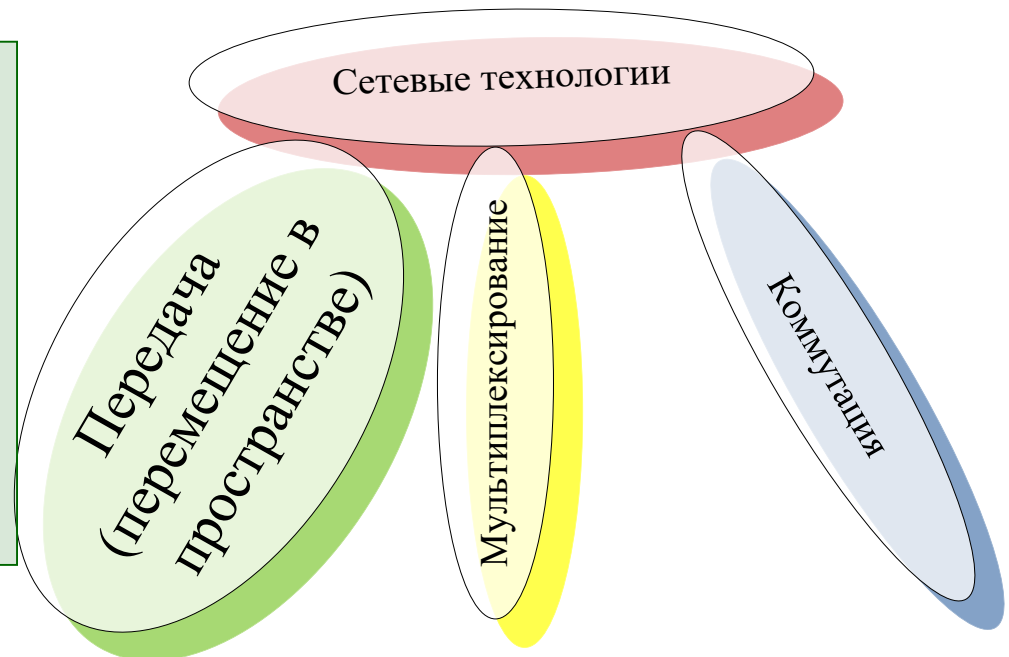 Сетевые технологии
Передача
(перемещение в
пространстве)
Мультиплексирование
Коммутация